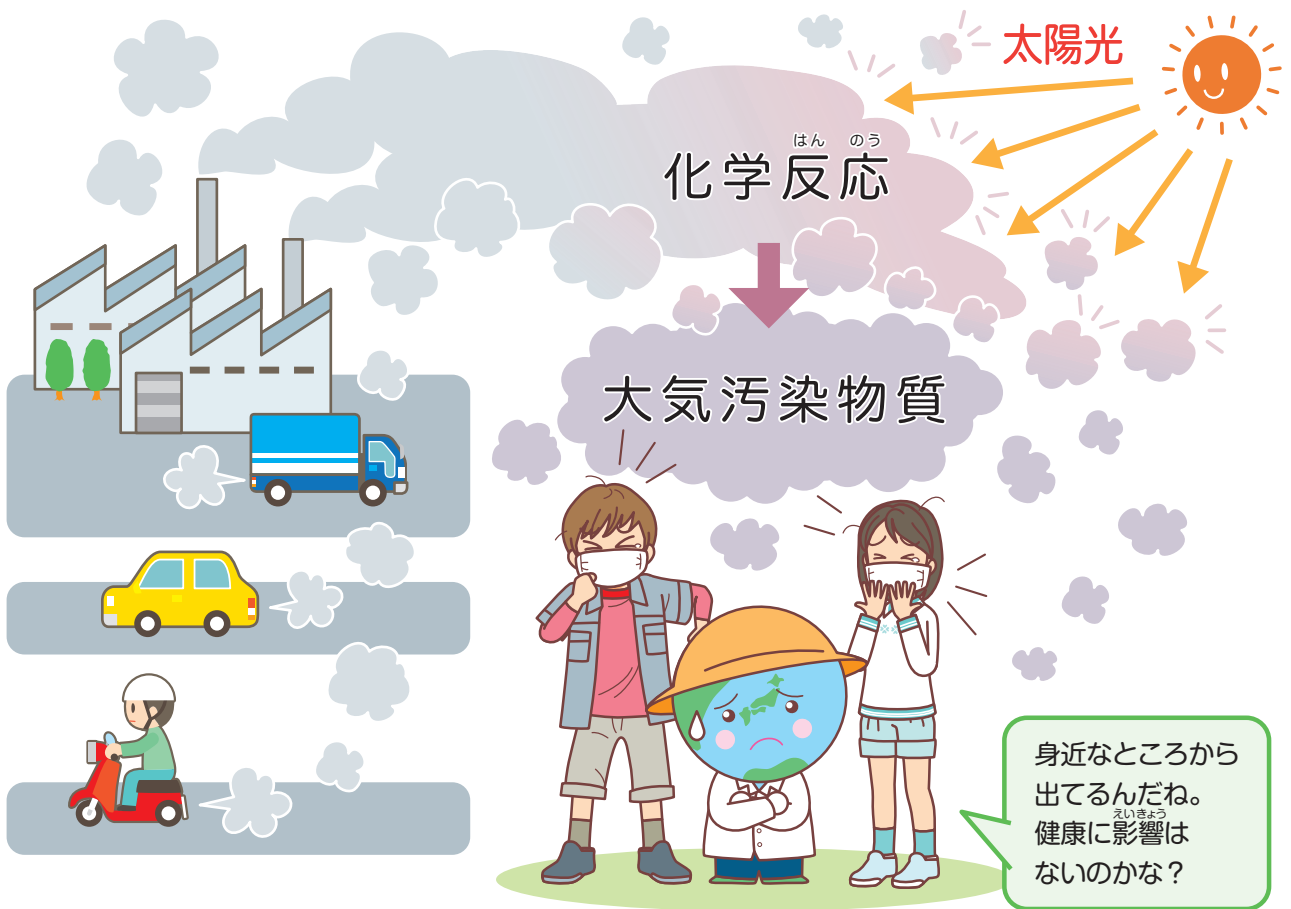 太陽光
はん のう
化学反応
大気汚染物質
身近なところから
出てるんだね。
えいきょう
健康に影響は
ないのかな？